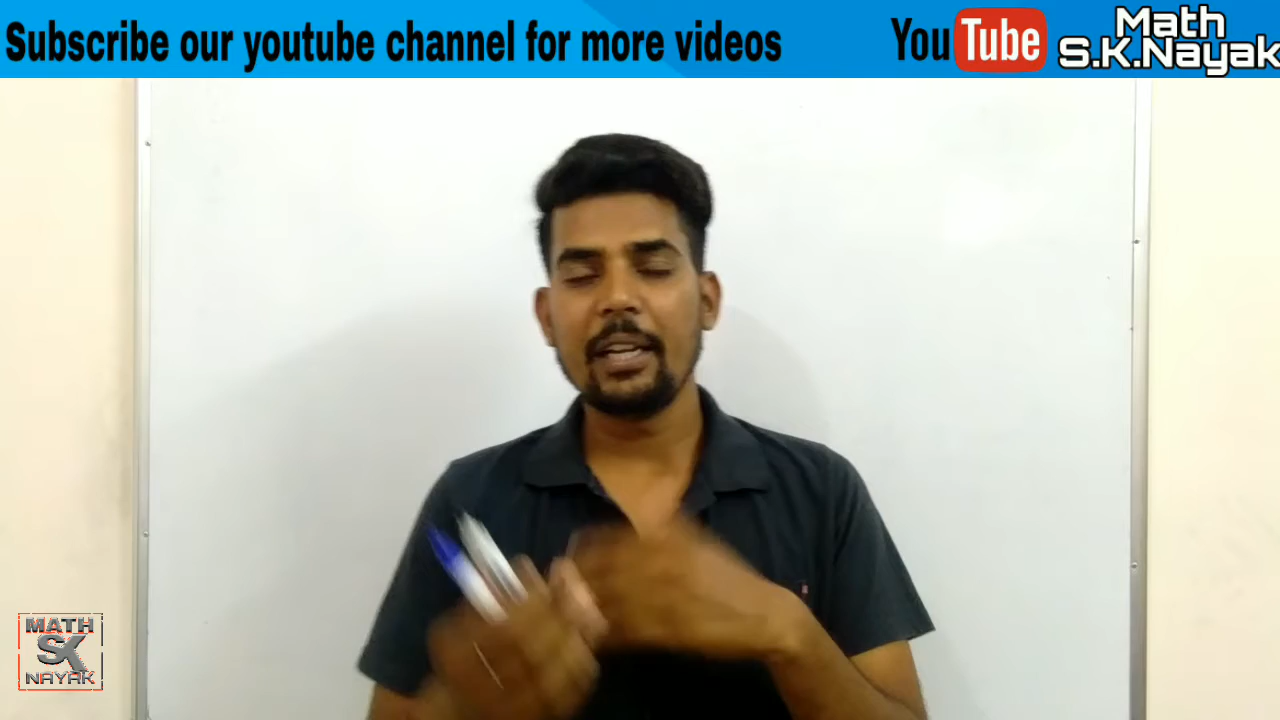 Subscribe our youtube channel for more videos
YouTube
Math
S.K.Nayak
MATH
SK
NAYAK